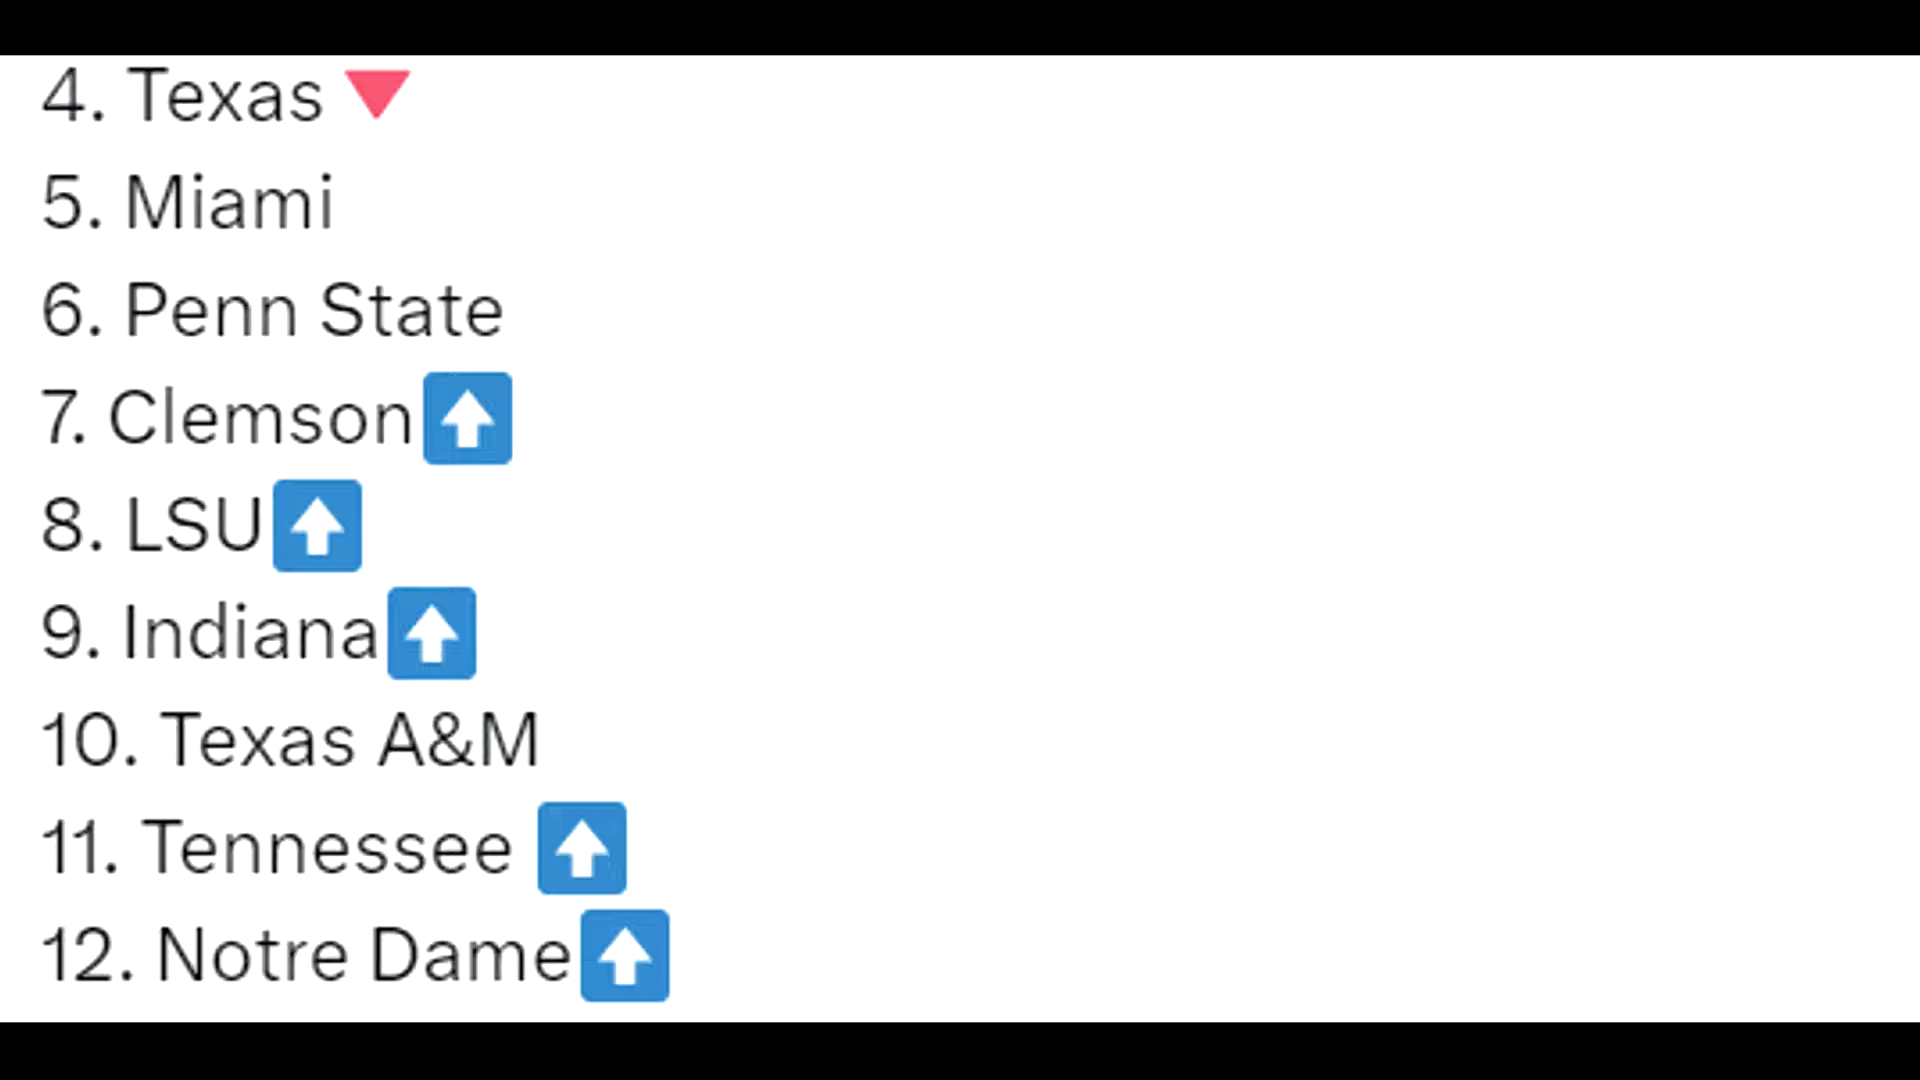 4. Texas 🔻
5. Miami
6. Penn State
7. Clemson⬆️
8. LSU⬆️
9. Indiana⬆️
10. Texas A&M
11. Tennessee ⬆️
12. Notre Dame⬆️